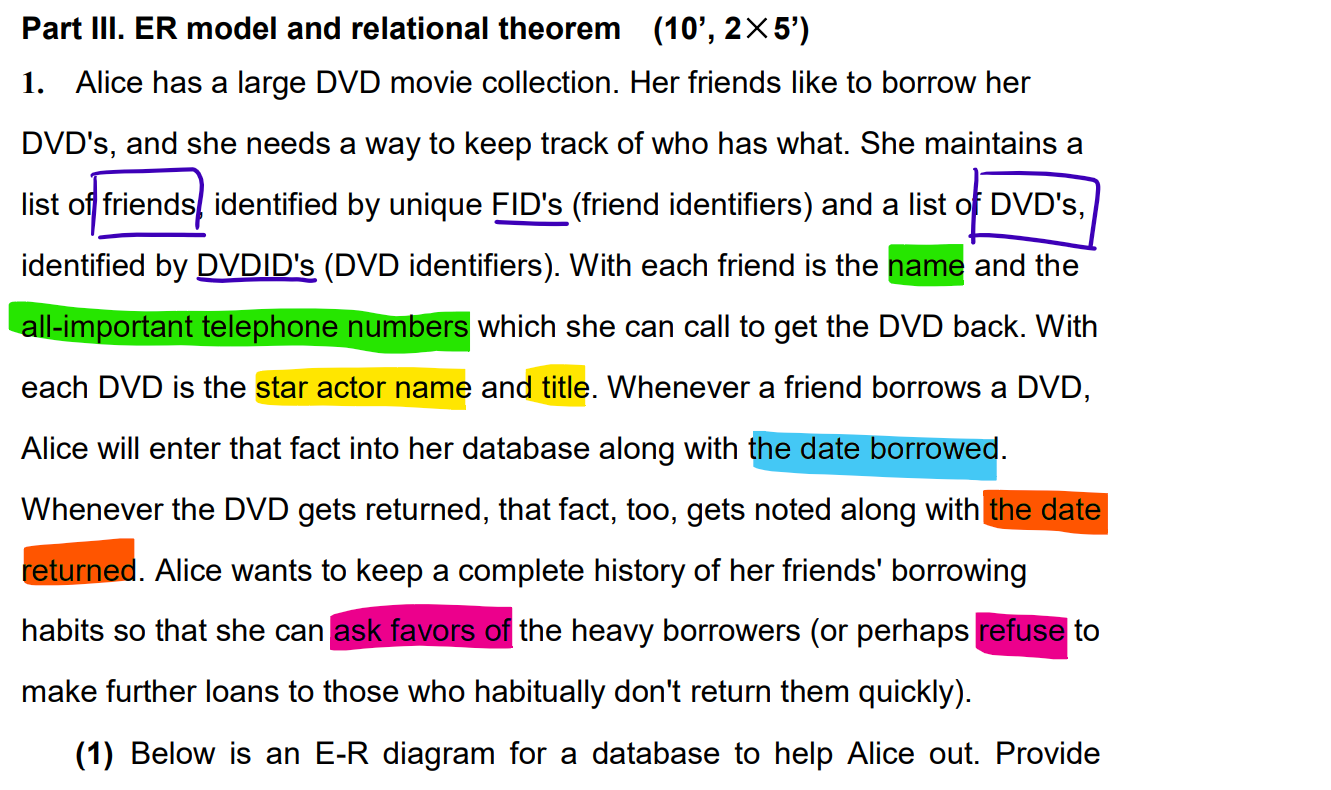 Part III. ER model and relational theorem (10’, 2×5’)
1. Alice has a large DVD movie collection. Her friends like to borrow her
DVD's, and she needs a way to keep track of who has what. She maintains a
list of friends, identified by unique FID's (friend identifiers) and a list of DVD's,
identified by DVDID's (DVD identifiers). With each friend is the name and the
all-important telephone numbers which she can call to get the DVD back. With
each DVD is the star actor name and title. Whenever a friend borrows a DVD,
Alice will enter that fact into her database along with the date borrowed.
Whenever the DVD gets returned, that fact, too, gets noted along with the date
returned. Alice wants to keep a complete history of her friends' borrowing
habits so that she can ask favors of the heavy borrowers (or perhaps refuse to
make further loans to those who habitually don't return them quickly).
(1) Below is an E-R diagram for a database to help Alice out. Provide